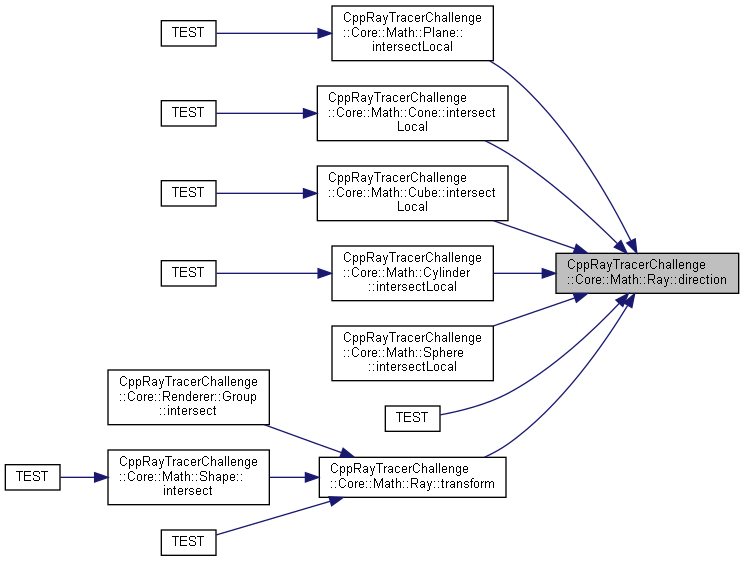 TEST
CppRayTracerChallenge
::Core::Math::Plane::
intersectLocal
TEST
CppRayTracerChallenge
::Core::Math::Cone::intersect
Local
TEST
CppRayTracerChallenge
::Core::Math::Cube::intersect
Local
TEST
CppRayTracerChallenge
::Core::Math::Cylinder
::intersectLocal
CppRayTracerChallenge
::Core::Math::Ray::direction
CppRayTracerChallenge
::Core::Math::Sphere
::intersectLocal
CppRayTracerChallenge
::Core::Renderer::Group
::intersect
TEST
TEST
CppRayTracerChallenge
::Core::Math::Shape::
intersect
CppRayTracerChallenge
::Core::Math::Ray::transform
TEST